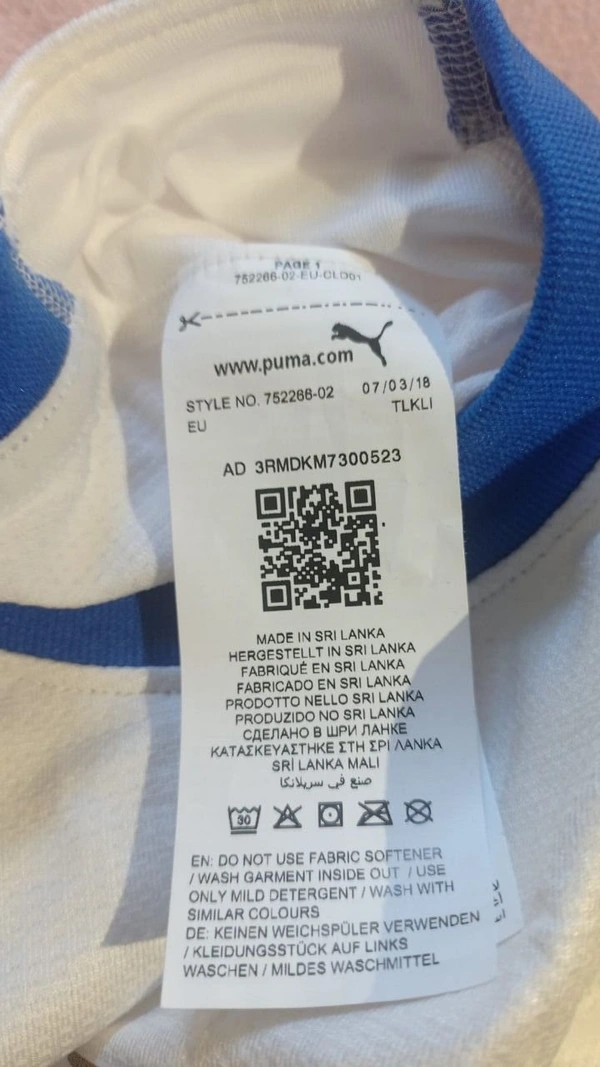 PAGE 1
752266-02-EU-CLD01
www.puma.com
STYLE NO. 752266-02 07/03/18
EU TLKLI
AD 3RMDKM7300523
MADE IN SRI LANKA
HERGESTELLT IN SRI LANKA
FABRIQUÉ EN SRI LANKA
FABRICADO EN SRI LANKA
PRODOTTO NELLO SRI LANKA
PRODUZIDO NO SRI LANKA
СДЕЛАНО В ШРИ ЛАНКЕ
ΚΑΤΑΣΚΕΥΑΣΤΗΚΕ ΣΤΗ ΣΡΙ ΛΑΝΚΑ
SRİ LANKA MALI
صنع في سريلانكا
30
EN: DO NOT USE FABRIC SOFTENER
/ WASH GARMENT INSIDE OUT / USE
ONLY MILD DETERGENT / WASH WITH
SIMILAR COLOURS
DE: KEINEN WEICHSPÜLER VERWENDEN
/ KLEIDUNGSSTÜCK AUF LINKS
WASCHEN / MILDES WASCHMITTEL